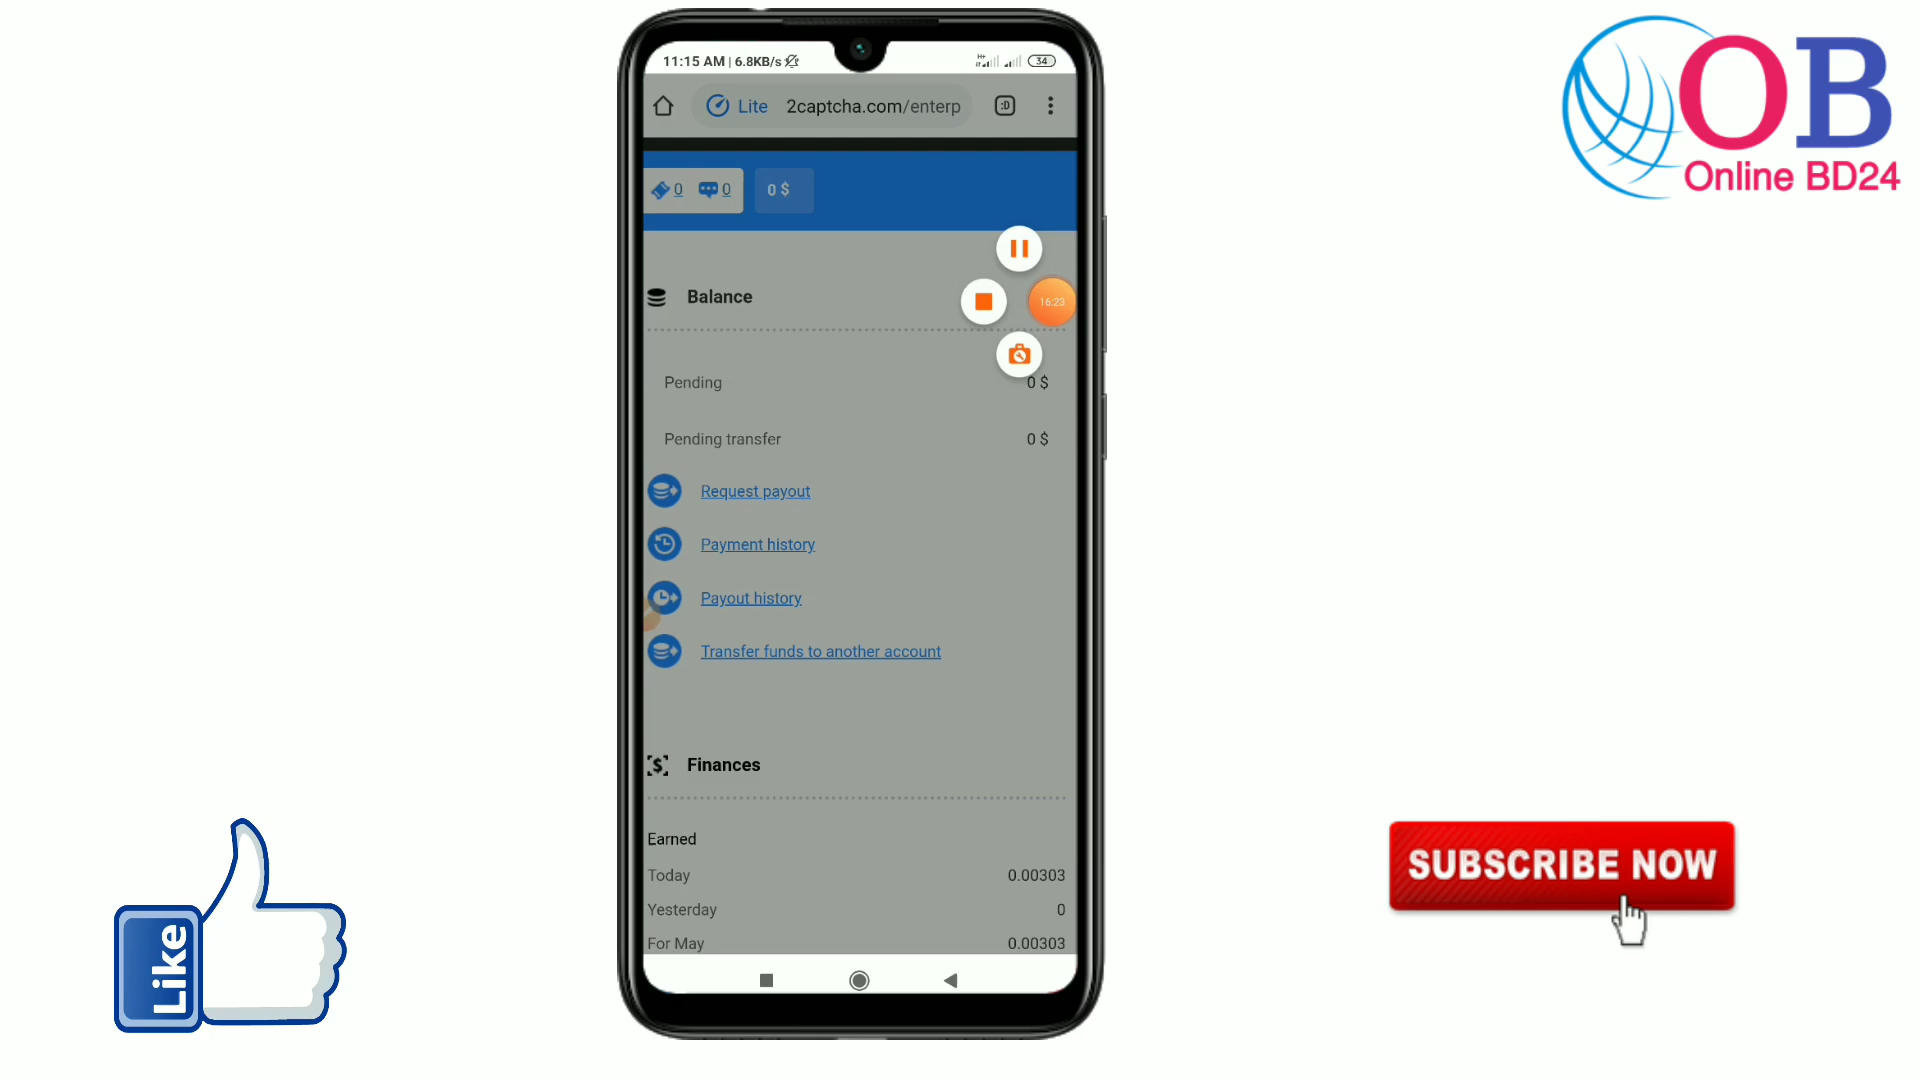 11:15 AM | 6.8KB/s
H+
34
Lite 2captcha.com/enterp :D
0 0 0 $
Balance
16:23
Pending 0 $
Pending transfer 0 $
Request payout
Payment history
Payout history
Transfer funds to another account
$ Finances
Earned
Today 0.00303
Yesterday 0
For May 0.00303
OB
Online BD24
Like
SUBSCRIBE NOW